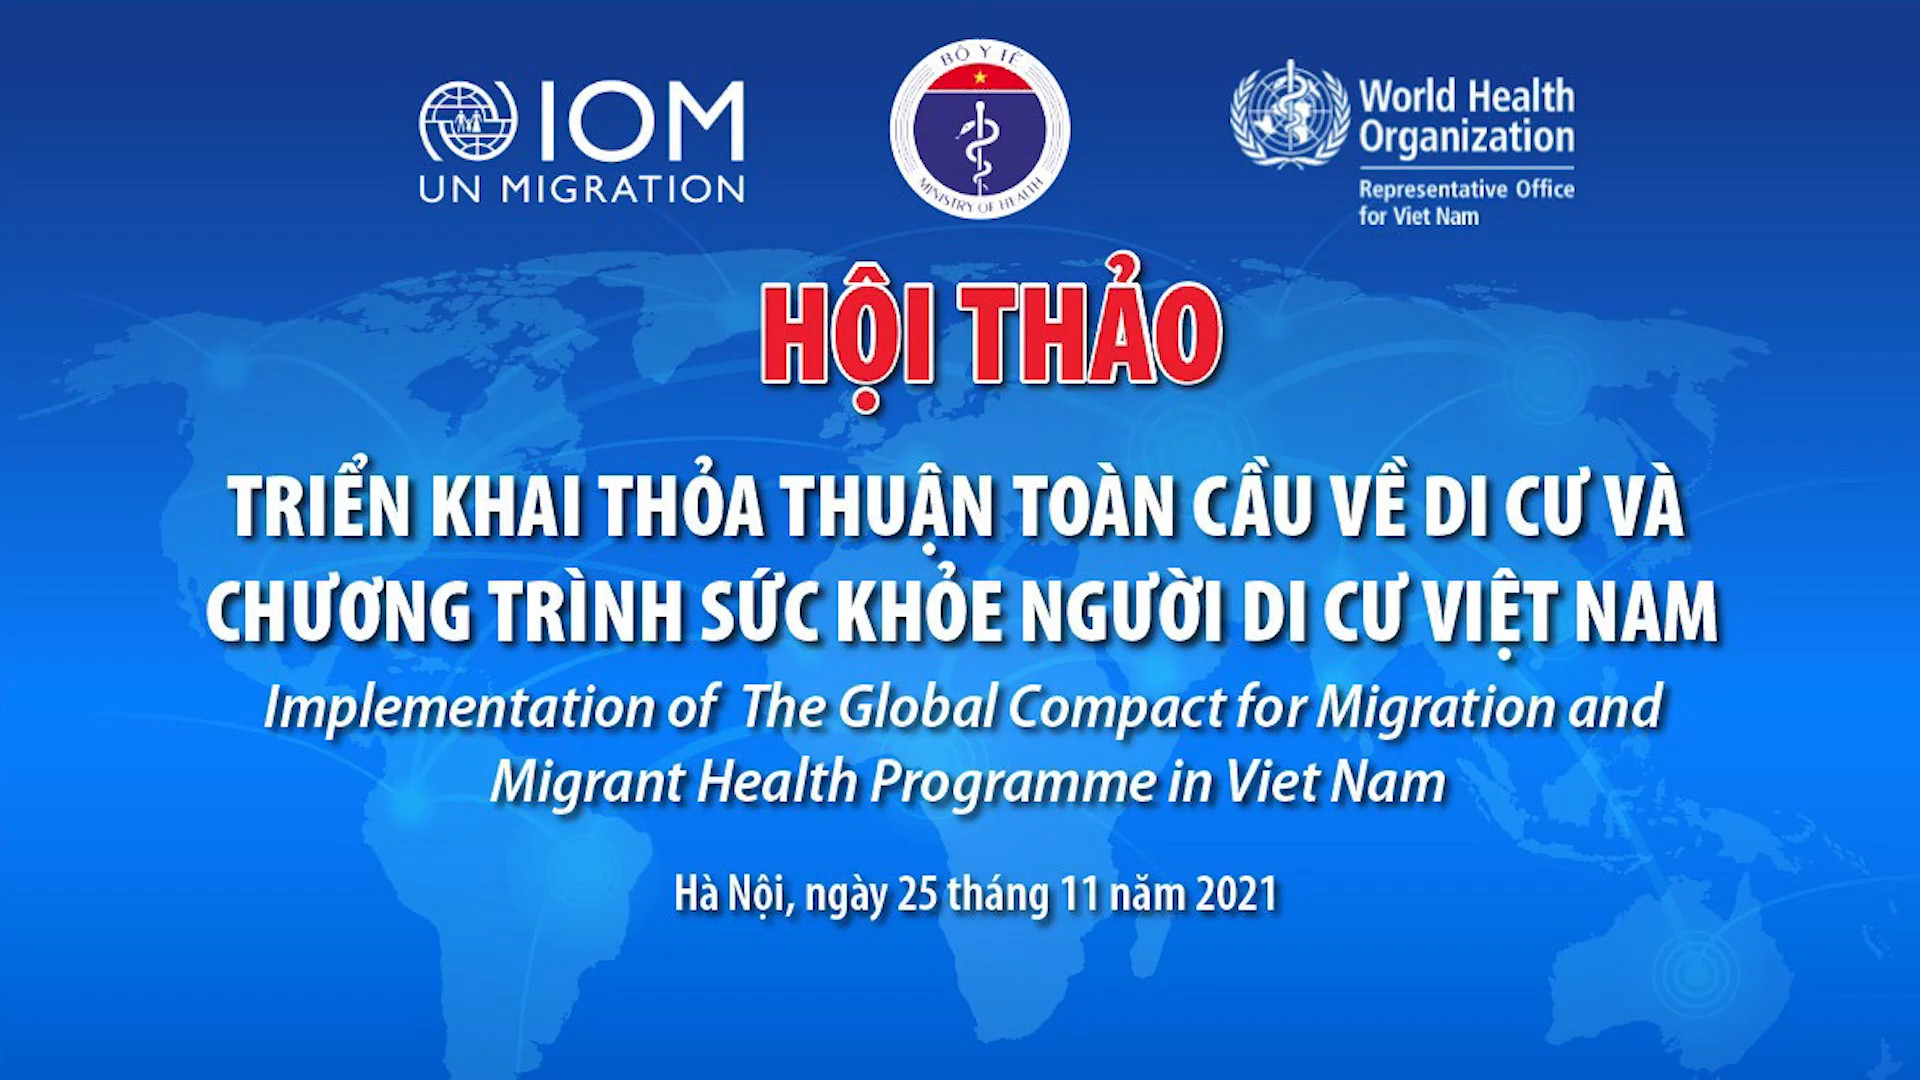 IOM
UN MIGRATION
BỘ Y TẾ
MINISTRY OF HEALTH
World Health
Organization
Representative Office
for Viet Nam
HỘI THẢO
TRIỂN KHAI THỎA THUẬN TOÀN CẦU VỀ DI CƯ VÀ
CHƯƠNG TRÌNH SỨC KHỎE NGƯỜI DI CƯ VIỆT NAM
Implementation of The Global Compact for Migration and
Migrant Health Programme in Viet Nam
Hà Nội, ngày 25 tháng 11 năm 2021